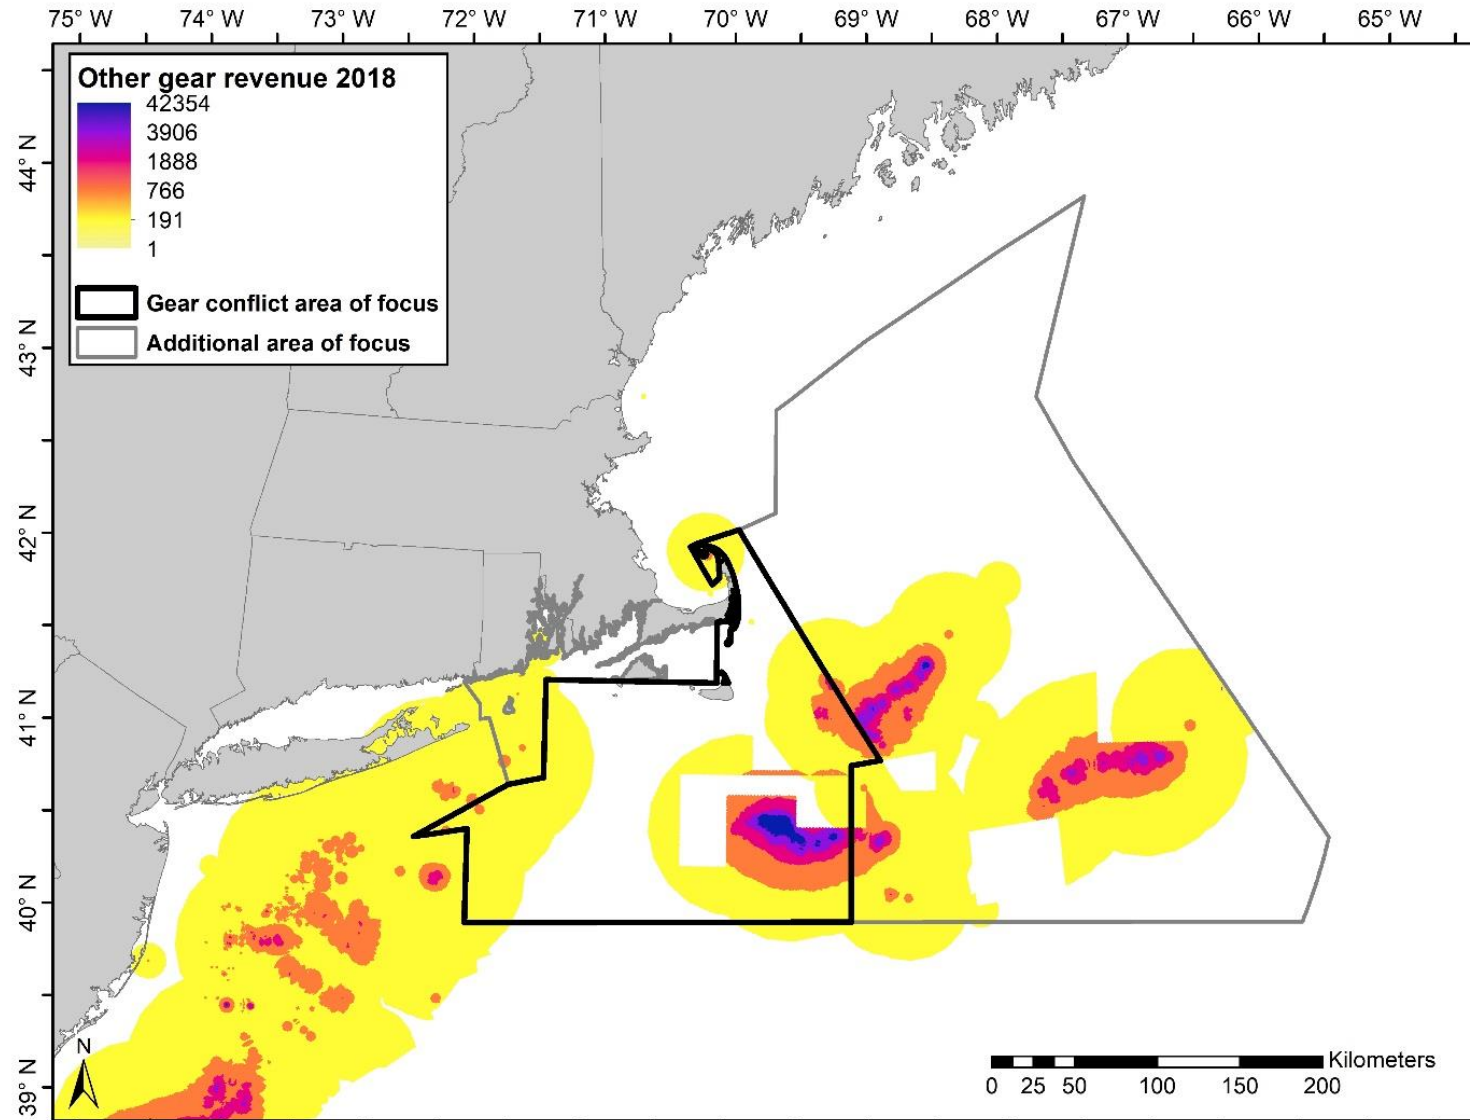 75° W 74° W 73° W 72° W 71° W 70° W 69° W 68° W 67° W 66° W 65° W
Other gear revenue 2018
42354
3906
1888
766
191
1
Gear conflict area of focus
Additional area of focus
44° N
43° N
42° N
41° N
40° N
39° N
N
Kilometers
0 25 50 100 150 200